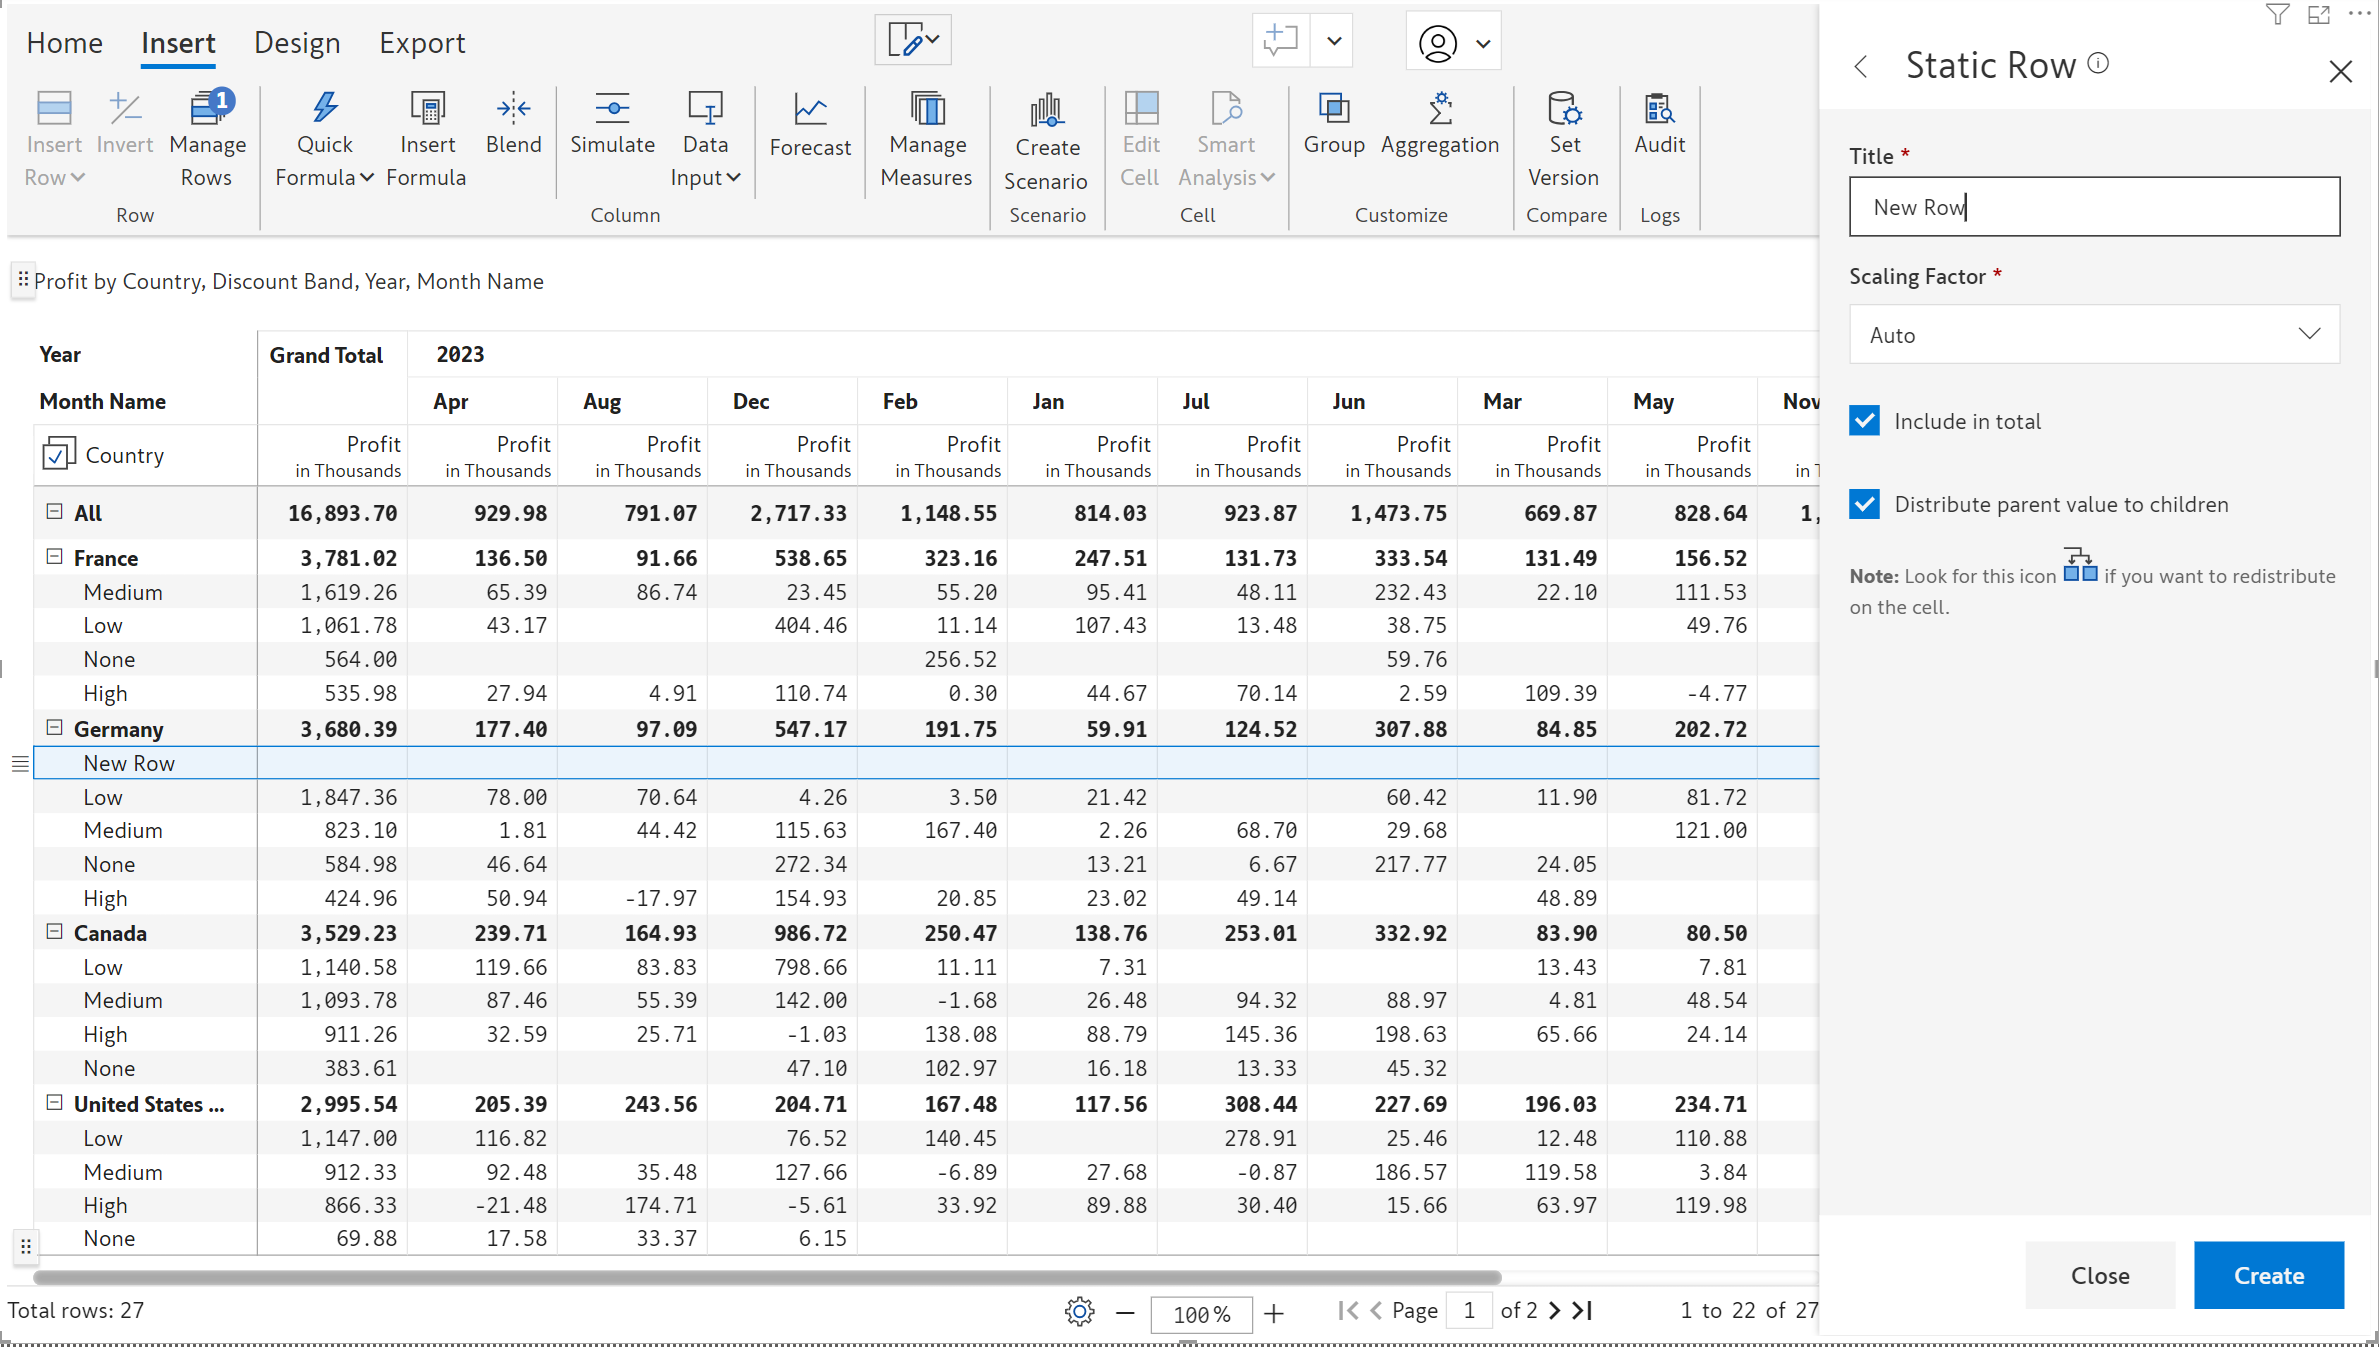 Home Insert Design Export
Insert Row Invert Manage Rows 1 Quick Formula Insert Formula Blend Simulate Data Input Forecast Manage Measures Create Scenario Edit Cell Smart Analysis Group Aggregation Set Version Audit
Row Column Scenario Cell Customize Compare Logs
Profit by Country, Discount Band, Year, Month Name
Year Grand Total 2023
Month Name Apr Aug Dec Feb Jan Jul Jun Mar May Nov
Country Profit Profit Profit Profit Profit Profit Profit Profit Profit Profit
in Thousands in Thousands in Thousands in Thousands in Thousands in Thousands in Thousands in Thousands in Thousands in Thousands in T
All 16,893.70 929.98 791.07 2,717.33 1,148.55 814.03 923.87 1,473.75 669.87 828.64 1,
France 3,781.02 136.50 91.66 538.65 323.16 247.51 131.73 333.54 131.49 156.52
Medium 1,619.26 65.39 86.74 23.45 55.20 95.41 48.11 232.43 22.10 111.53
Low 1,061.78 43.17 404.46 11.14 107.43 13.48 38.75 49.76
None 564.00 256.52 59.76
High 535.98 27.94 4.91 110.74 0.30 44.67 70.14 2.59 109.39 -4.77
Germany 3,680.39 177.40 97.09 547.17 191.75 59.91 124.52 307.88 84.85 202.72
New Row
Low 1,847.36 78.00 70.64 4.26 3.50 21.42 60.42 11.90 81.72
Medium 823.10 1.81 44.42 115.63 167.40 2.26 68.70 29.68 121.00
None 584.98 46.64 272.34 13.21 6.67 217.77 24.05
High 424.96 50.94 -17.97 154.93 20.85 23.02 49.14 48.89
Canada 3,529.23 239.71 164.93 986.72 250.47 138.76 253.01 332.92 83.90 80.50
Low 1,140.58 119.66 83.83 798.66 11.11 7.31 13.43 7.81
Medium 1,093.78 87.46 55.39 142.00 -1.68 26.48 94.32 88.97 4.81 48.54
High 911.26 32.59 25.71 -1.03 138.08 88.79 145.36 198.63 65.66 24.14
None 383.61 47.10 102.97 16.18 13.33 45.32
United States ... 2,995.54 205.39 243.56 204.71 167.48 117.56 308.44 227.69 196.03 234.71
Low 1,147.00 116.82 76.52 140.45 278.91 25.46 12.48 110.88
Medium 912.33 92.48 35.48 127.66 -6.89 27.68 -0.87 186.57 119.58 3.84
High 866.33 -21.48 174.71 -5.61 33.92 89.88 30.40 15.66 63.97 119.98
None 69.88 17.58 33.37 6.15
Total rows: 27 100 % Page 1 of 2 1 to 22 of 27
Static Row
Title *
New Row
Scaling Factor *
Auto
Include in total
Distribute parent value to children
Note: Look for this icon if you want to redistribute
on the cell.
Close Create